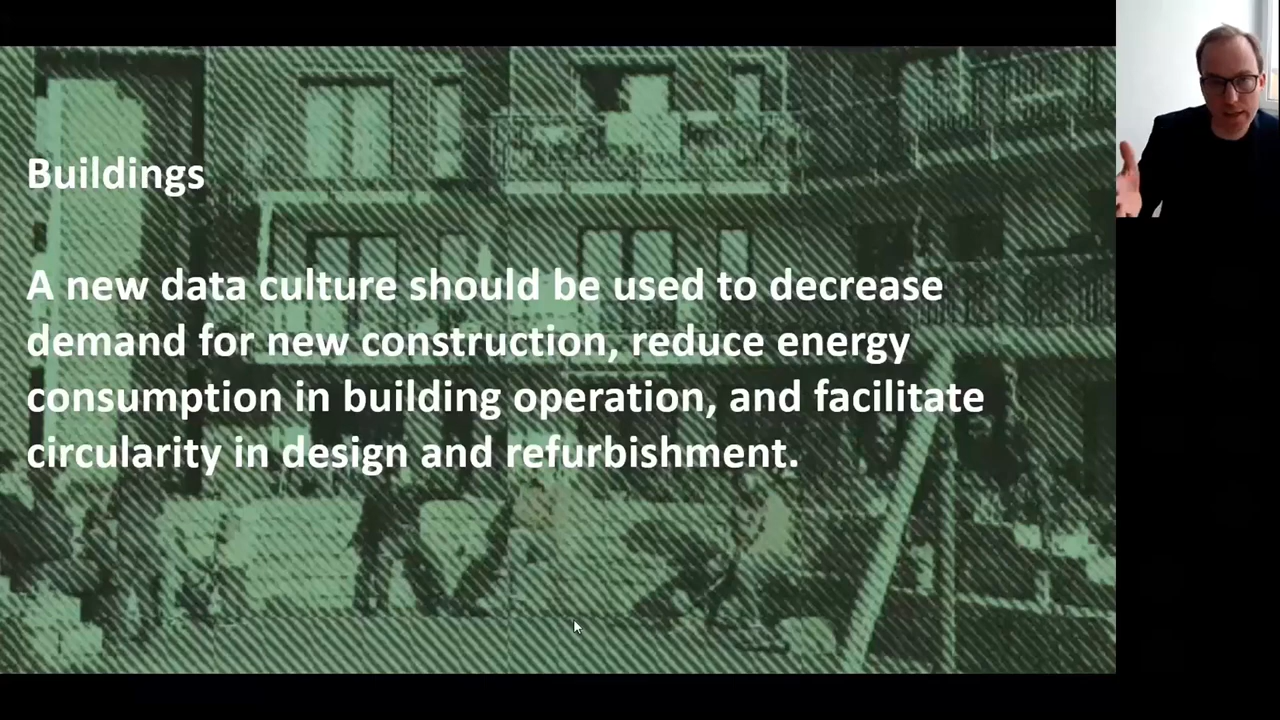 Buildings
A new data culture should be used to decrease
demand for new construction, reduce energy
consumption in building operation, and facilitate
circularity in design and refurbishment.